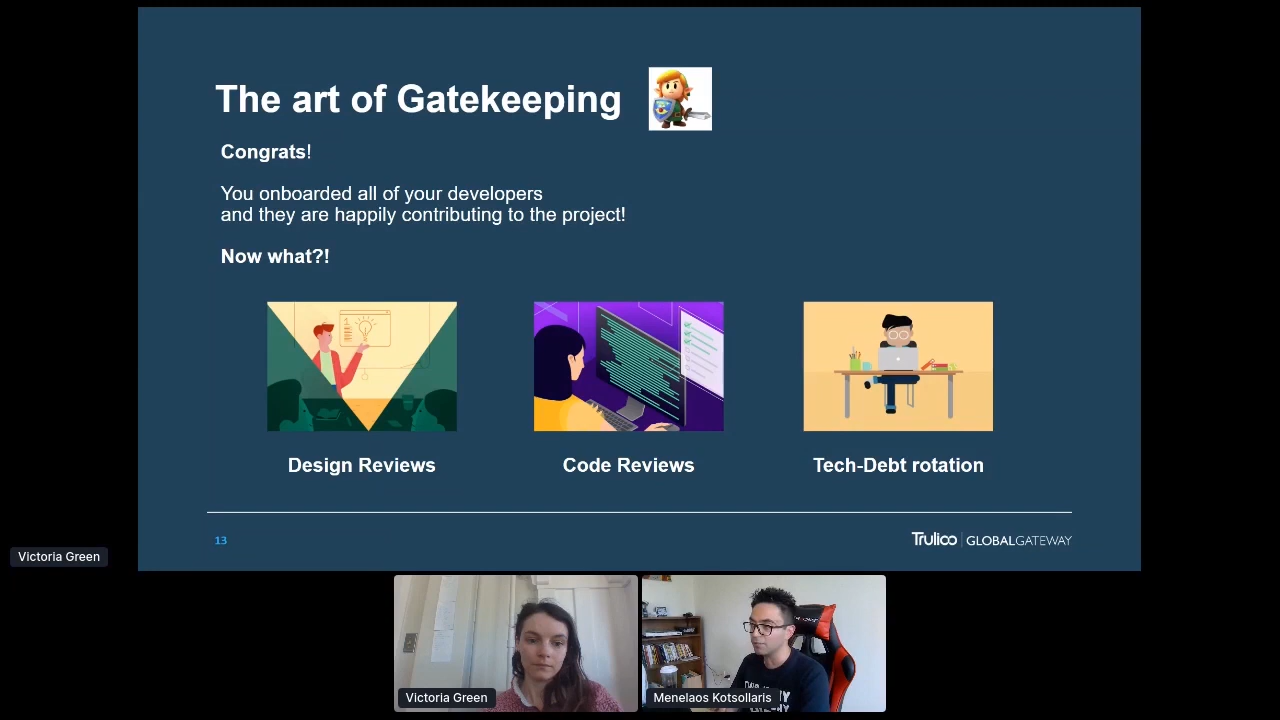 The art of Gatekeeping
Congrats!
You onboarded all of your developers
and they are happily contributing to the project!
Now what?!
Design Reviews
Code Reviews
Tech-Debt rotation
13
Trulioo | GLOBALGATEWAY
Victoria Green
Victoria Green
Menelaos Kotsollaris